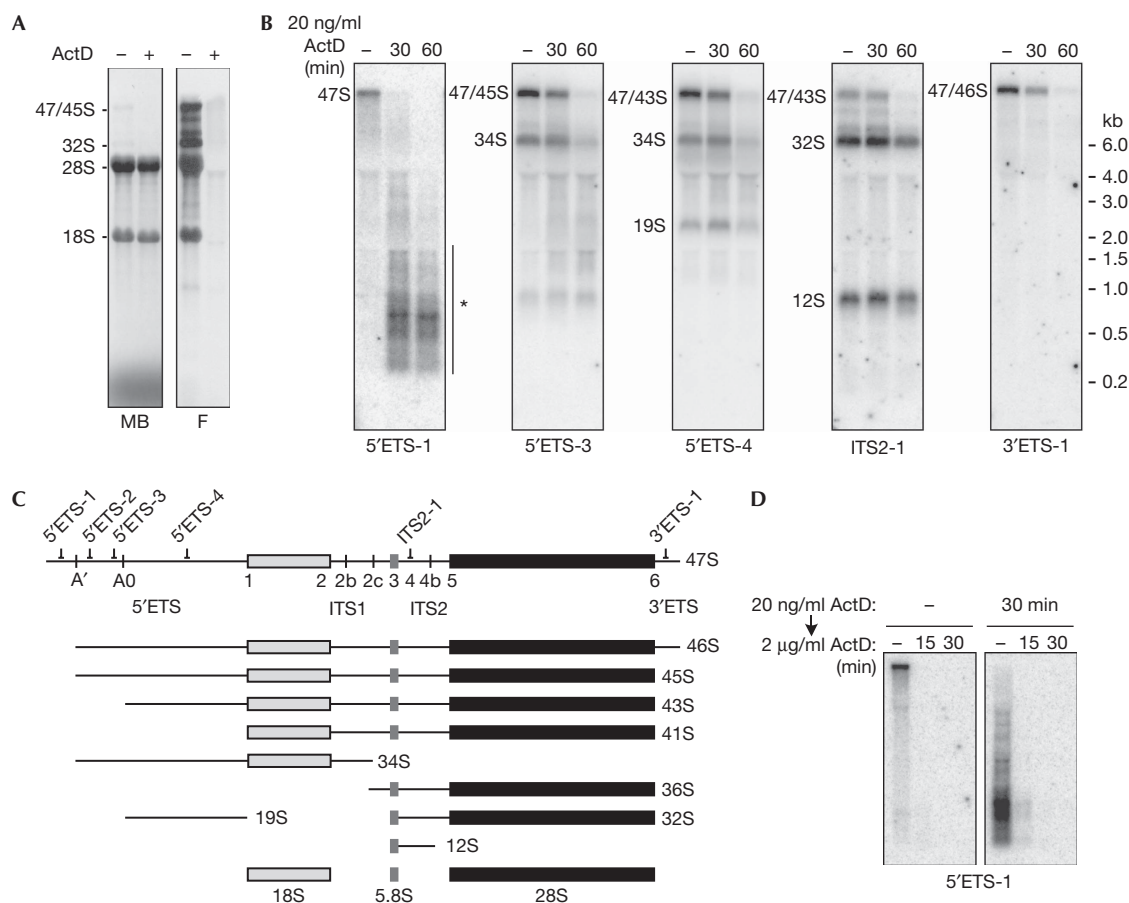 A
ActD – + – +
47/45S
32S
28S
18S
MB F
B
20 ng/ml
ActD
(min)
– 30 60
47S
*
5′ETS-1
– 30 60
47/45S
34S
5′ETS-3
– 30 60
47/43S
34S
19S
5′ETS-4
– 30 60
47/43S
32S
12S
ITS2-1
– 30 60
47/46S
3′ETS-1
kb
6.0
4.0
3.0
2.0
1.5
1.0
0.5
0.2
C
5′ETS-1 5′ETS-2 5′ETS-3 5′ETS-4 ITS2-1 3′ETS-1
47S
A′ A0 1 2 2b 2c 3 4 4b 5 6
5′ETS ITS1 ITS2 3′ETS
46S
45S
43S
41S
34S
36S
19S 32S
12S
18S 5.8S 28S
D
20 ng/ml ActD: – 30 min
2 μg/ml ActD: – 15 30 – 15 30
(min)
5′ETS-1